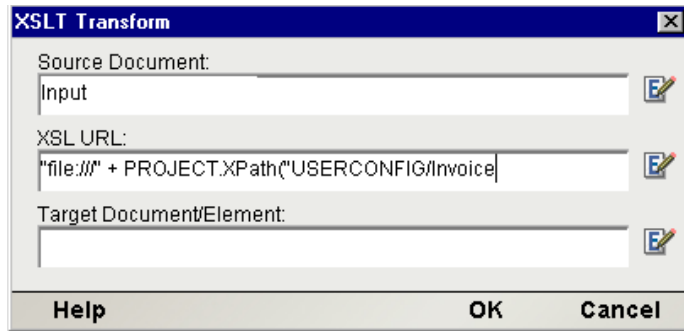 XSLT Transform
Source Document:
Input
XSL URL:
"file:///" + PROJECT.XPath("USERCONFIG/Invoice
Target Document/Element:
Help OK Cancel